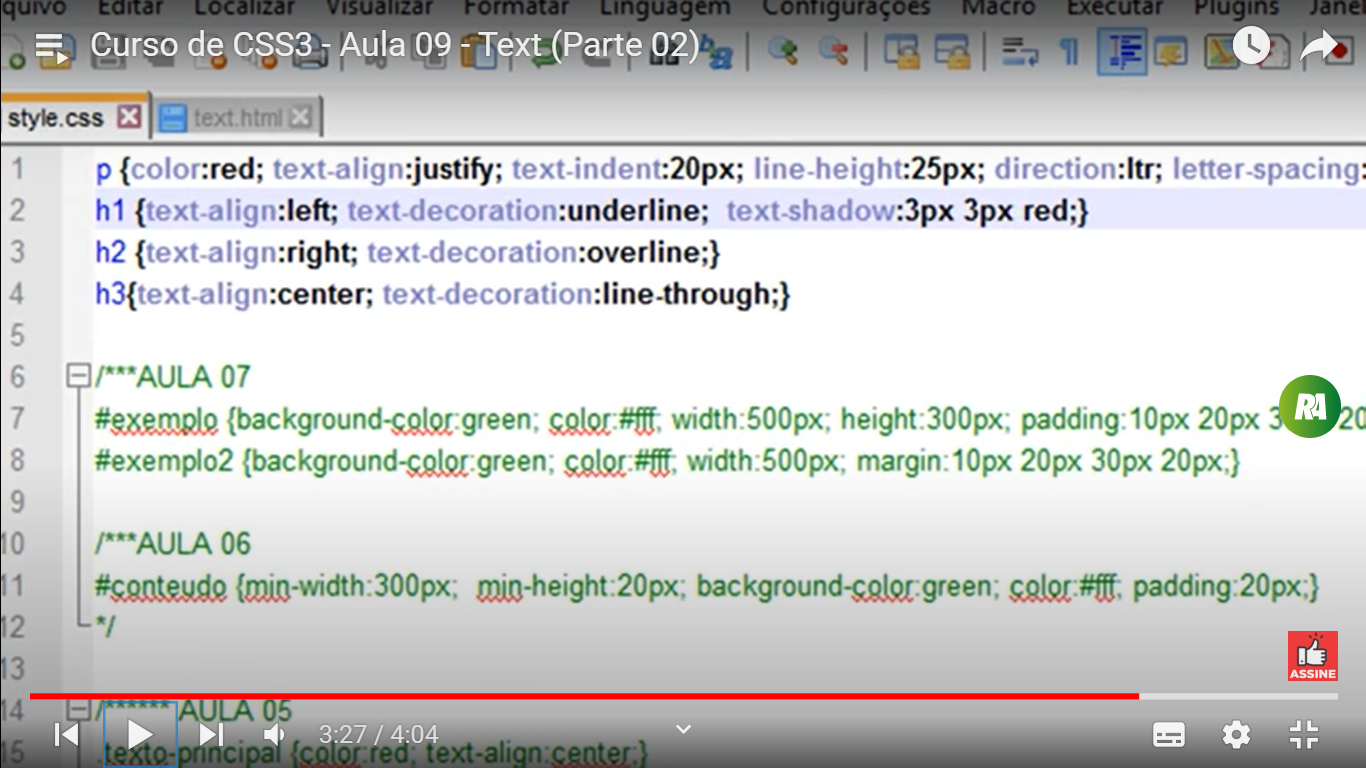 quivo Editar Localizar Visualizar Formatar Linguagem Configurações Macro Executar Plugins Janel
Curso de CSS3 - Aula 09 - Text (Parte 02)
style.css text.html
1 p {color:red; text-align:justify; text-indent:20px; line-height:25px; direction:ltr; letter-spacing:
2 h1 {text-align:left; text-decoration:underline;  text-shadow:3px 3px red;}
3 h2 {text-align:right; text-decoration:overline;}
4 h3{text-align:center; text-decoration:line-through;}
5
6 /***AULA 07
7 #exemplo {background-color:green; color:#fff; width:500px; height:300px; padding:10px 20px 3 20
RA
8 #exemplo2 {background-color:green; color:#fff; width:500px; margin:10px 20px 30px 20px;}
9
10 /***AULA 06
11 #conteudo {min-width:300px;  min-height:20px; background-color:green; color:#fff; padding:20px;}
12 */
13
ASSINE
14 /****** AULA 05
3:27 / 4:04
15 .texto-principal {color:red; text-align:center;}